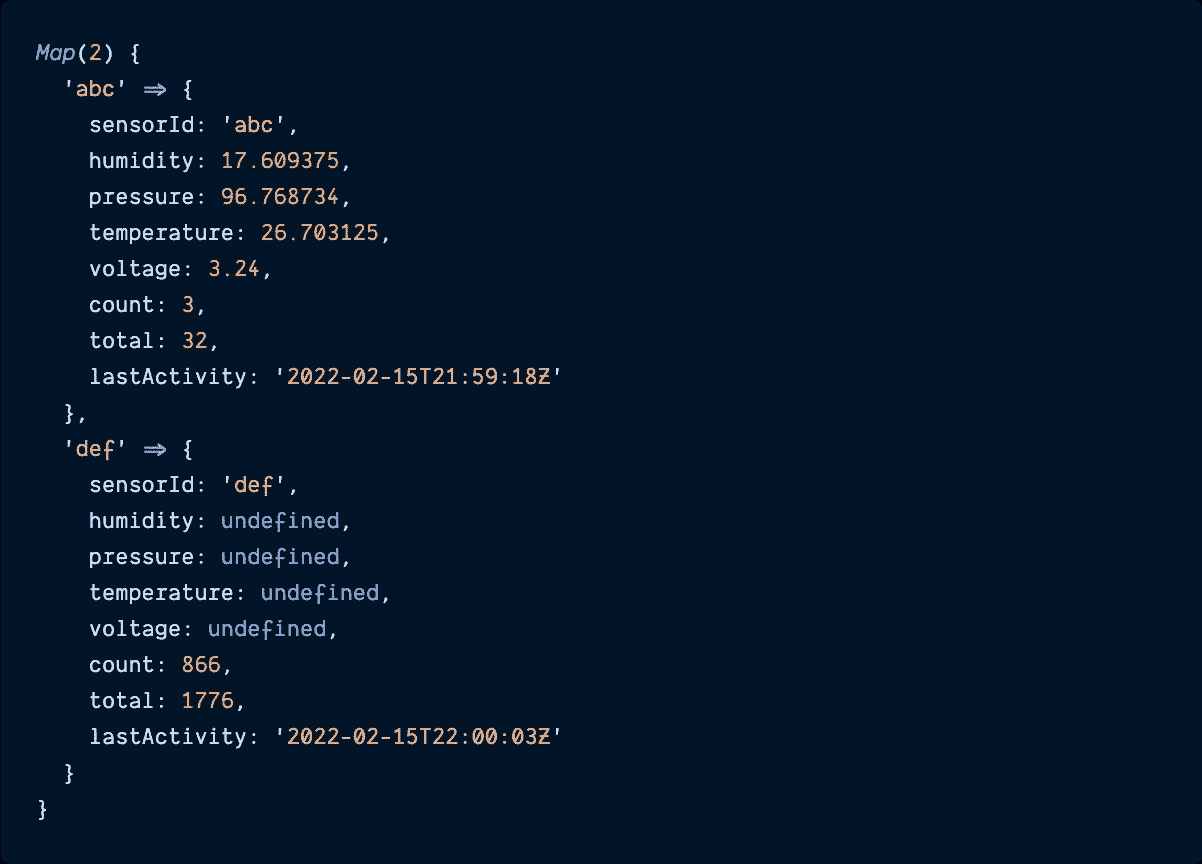 Map(2) {
  'abc' => {
    sensorId: 'abc',
    humidity: 17.609375,
    pressure: 96.768734,
    temperature: 26.703125,
    voltage: 3.24,
    count: 3,
    total: 32,
    lastActivity: '2022-02-15T21:59:18Z'
  },
  'def' => {
    sensorId: 'def',
    humidity: undefined,
    pressure: undefined,
    temperature: undefined,
    voltage: undefined,
    count: 866,
    total: 1776,
    lastActivity: '2022-02-15T22:00:03Z'
  }
}